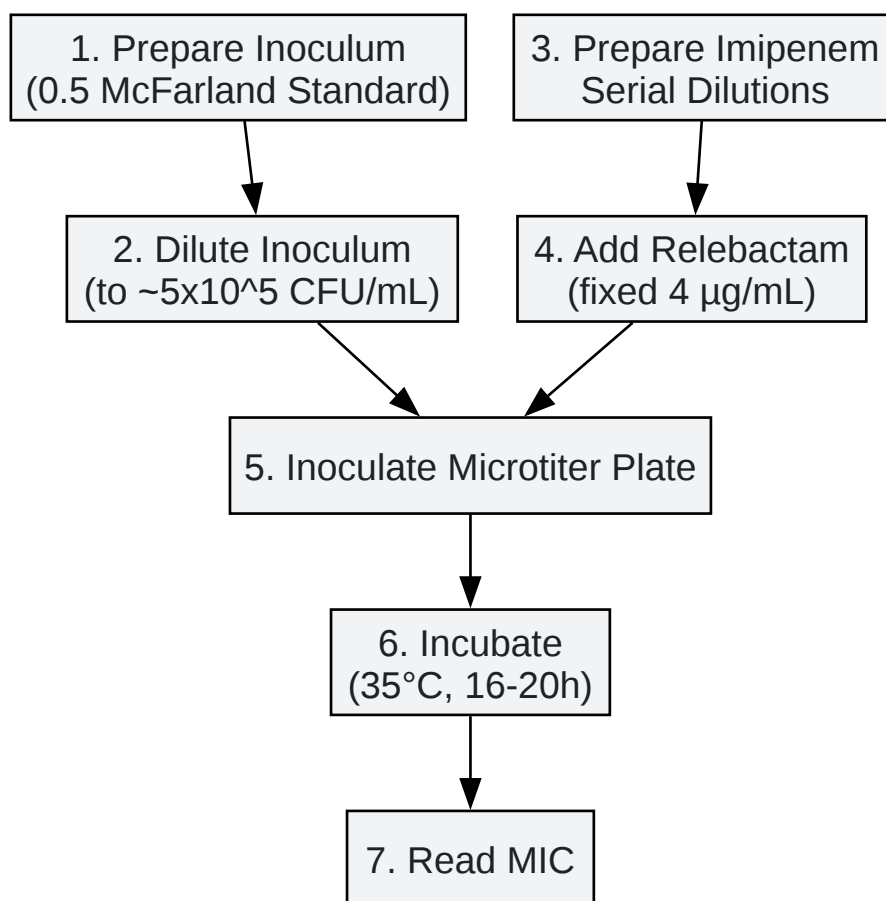 1. Prepare Inoculum
(0.5 McFarland Standard)
3. Prepare Imipenem
Serial Dilutions
2. Dilute Inoculum
(to ~5x10^5 CFU/mL)
4. Add Relebactam
(fixed 4 µg/mL)
5. Inoculate Microtiter Plate
6. Incubate
(35°C, 16-20h)
7. Read MIC